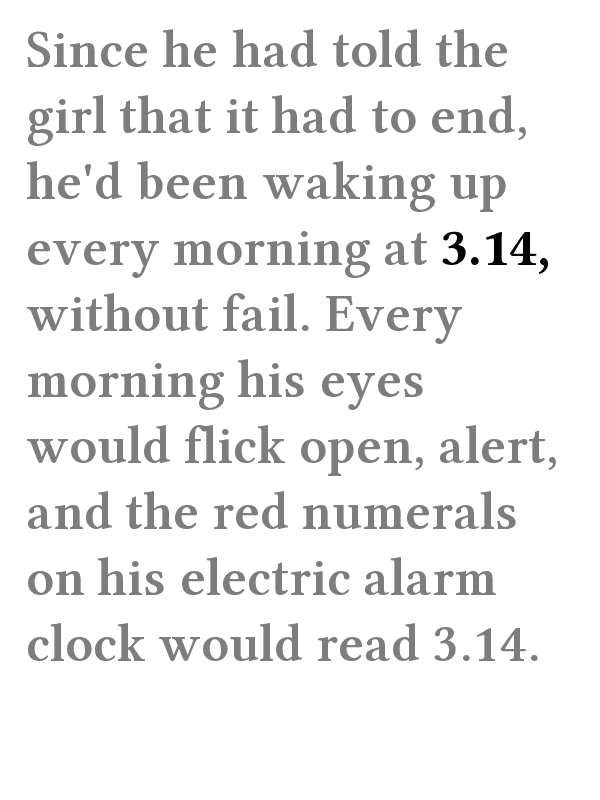 Since he had told the
girl that it had to end,
he'd been waking up
every morning at 3.14,
without fail. Every
morning his eyes
would flick open, alert,
and the red numerals
on his electric alarm
clock would read 3.14.